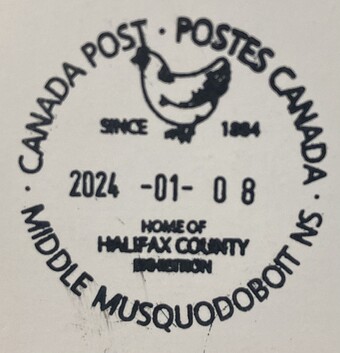 CANADA POST · POSTES CANADA ·
SINCE 1884
2024 -01- 08
HOME OF
HALIFAX COUNTY
EXHIBITION
MIDDLE MUSQUODOBOIT NS ·